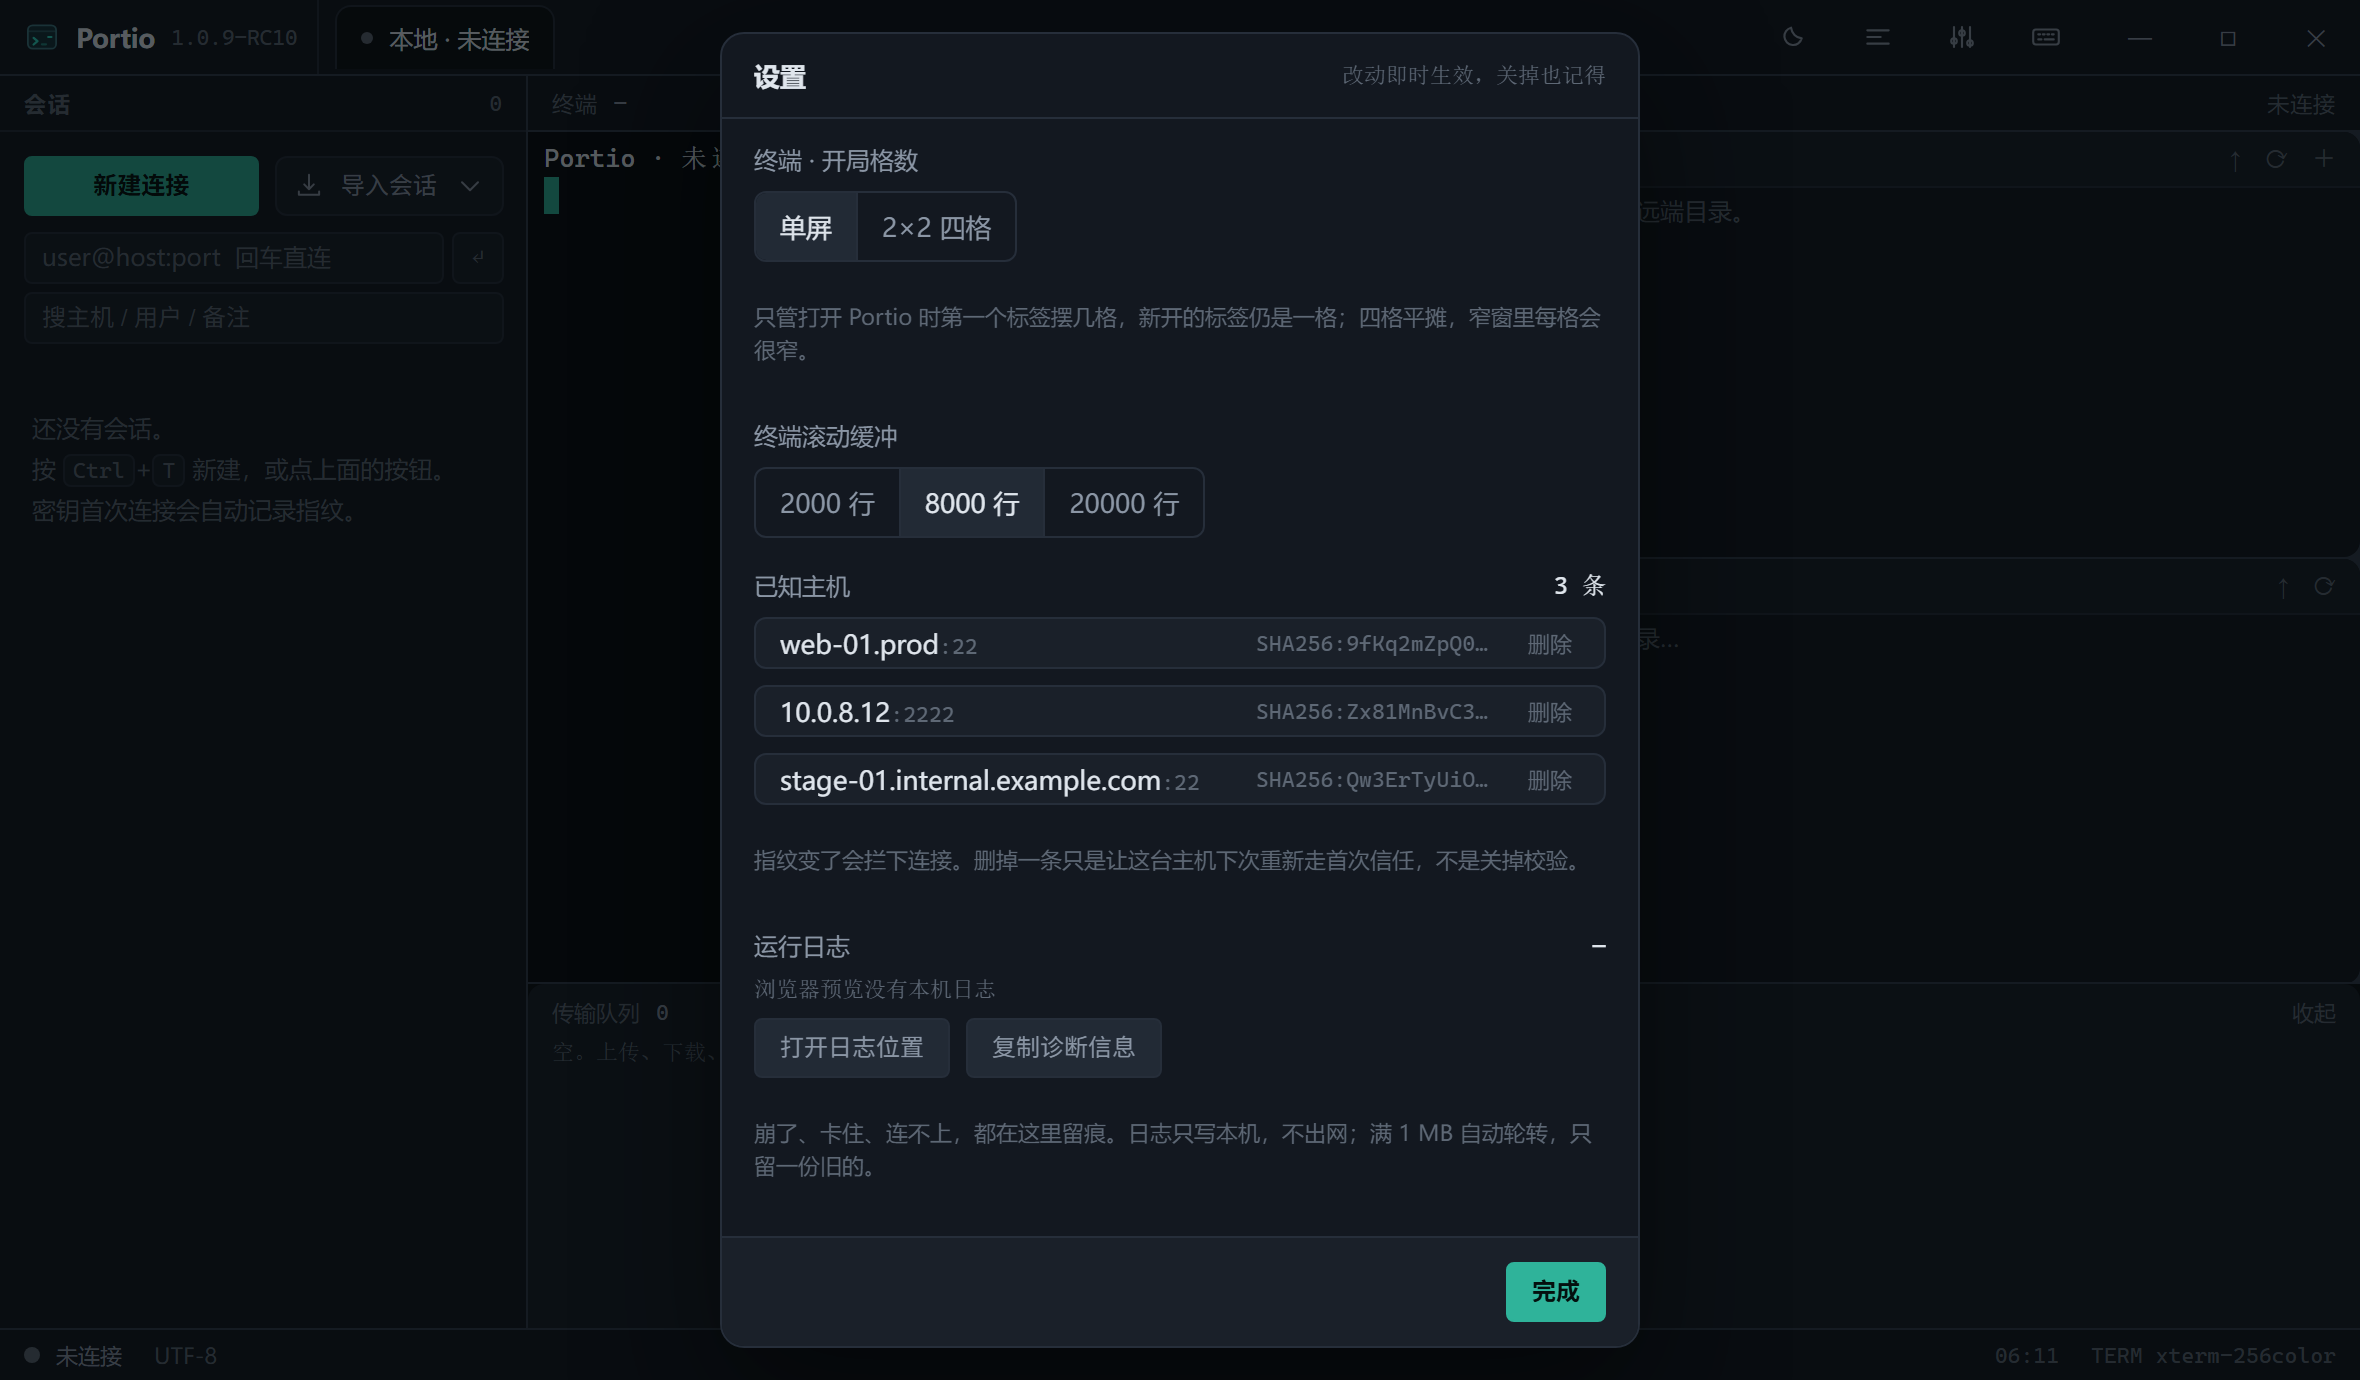 Portio 1.0.9-RC10
本地 · 未连接
会话 0
终端 –
未连接
新建连接
导入会话
user@host:port 回车直连
搜主机 / 用户 / 备注
还没有会话。
按 Ctrl+T 新建，或点上面的按钮。
密钥首次连接会自动记录指纹。
Portio · 未
远端目录。
录…
传输队列 0
收起
空。上传、下载、
设置
改动即时生效，关掉也记得
终端 · 开局格数
单屏
2×2 四格
只管打开 Portio 时第一个标签摆几格，新开的标签仍是一格；四格平摊，窄窗里每格会
很窄。
终端滚动缓冲
2000 行
8000 行
20000 行
已知主机
3 条
web-01.prod:22 SHA256:9fKq2mZpQ0… 删除
10.0.8.12:2222 SHA256:Zx81MnBvC3… 删除
stage-01.internal.example.com:22 SHA256:Qw3ErTyUiO… 删除
指纹变了会拦下连接。删掉一条只是让这台主机下次重新走首次信任，不是关掉校验。
运行日志 –
浏览器预览没有本机日志
打开日志位置
复制诊断信息
崩了、卡住、连不上，都在这里留痕。日志只写本机，不出网；满 1 MB 自动轮转，只
留一份旧的。
完成
未连接 UTF-8
06:11 TERM xterm-256color